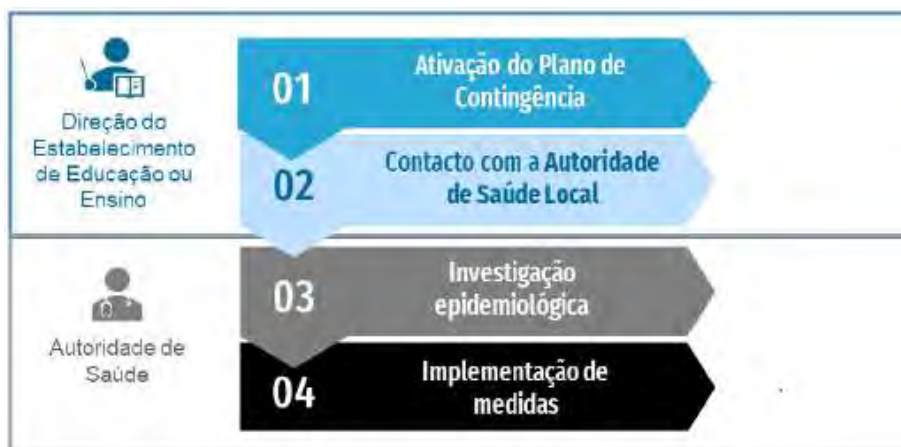 Direção do
Estabelecimento
de Educação ou
Ensino
01
Ativação do Plano de
Contingência
02
Contacto com a Autoridade
de Saúde Local
Autoridade de
Saúde
03
Investigação
epidemiológica
04
Implementação de
medidas